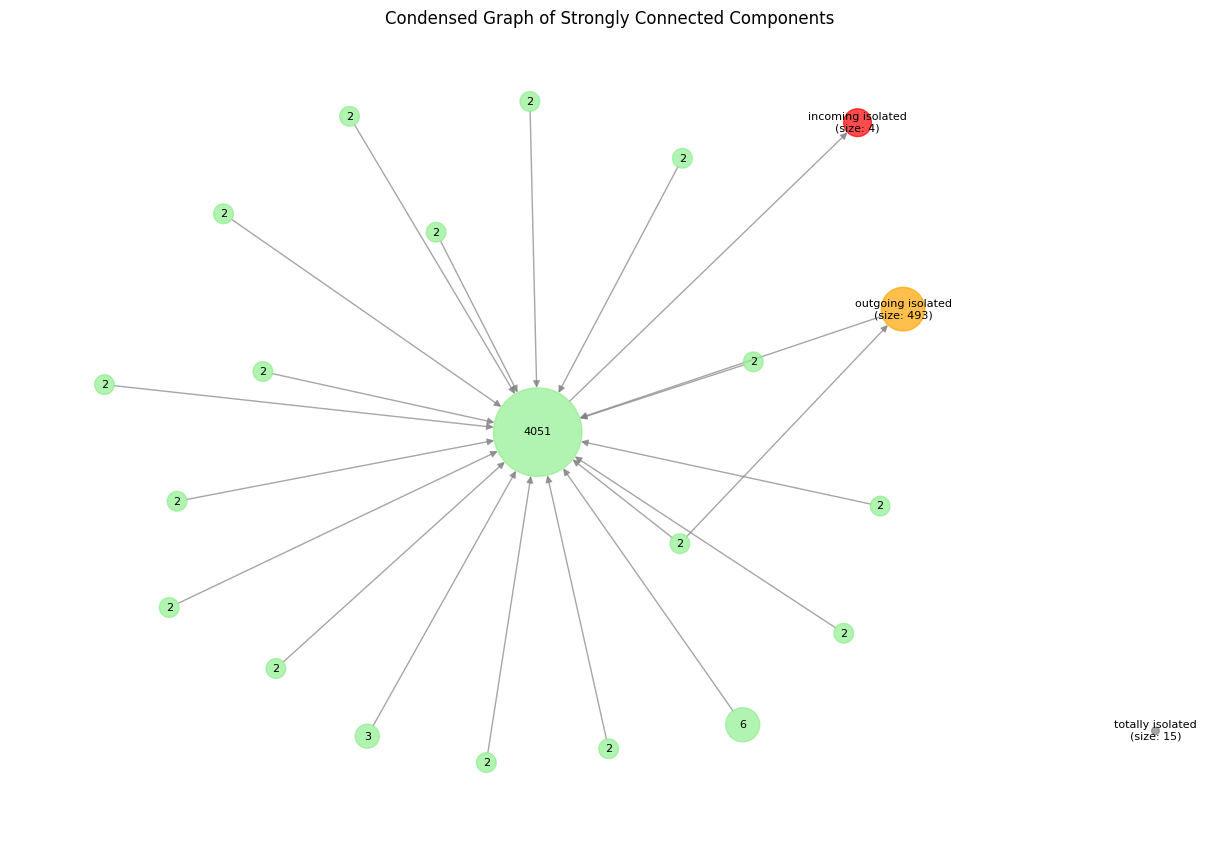 Condensed Graph of Strongly Connected Components
2
2
incoming isolated
(size: 4)
2
2
2
outgoing isolated
(size: 493)
2
2
2
4051
2
2
2
2
2
2
6
totally isolated
(size: 15)
3
2
2